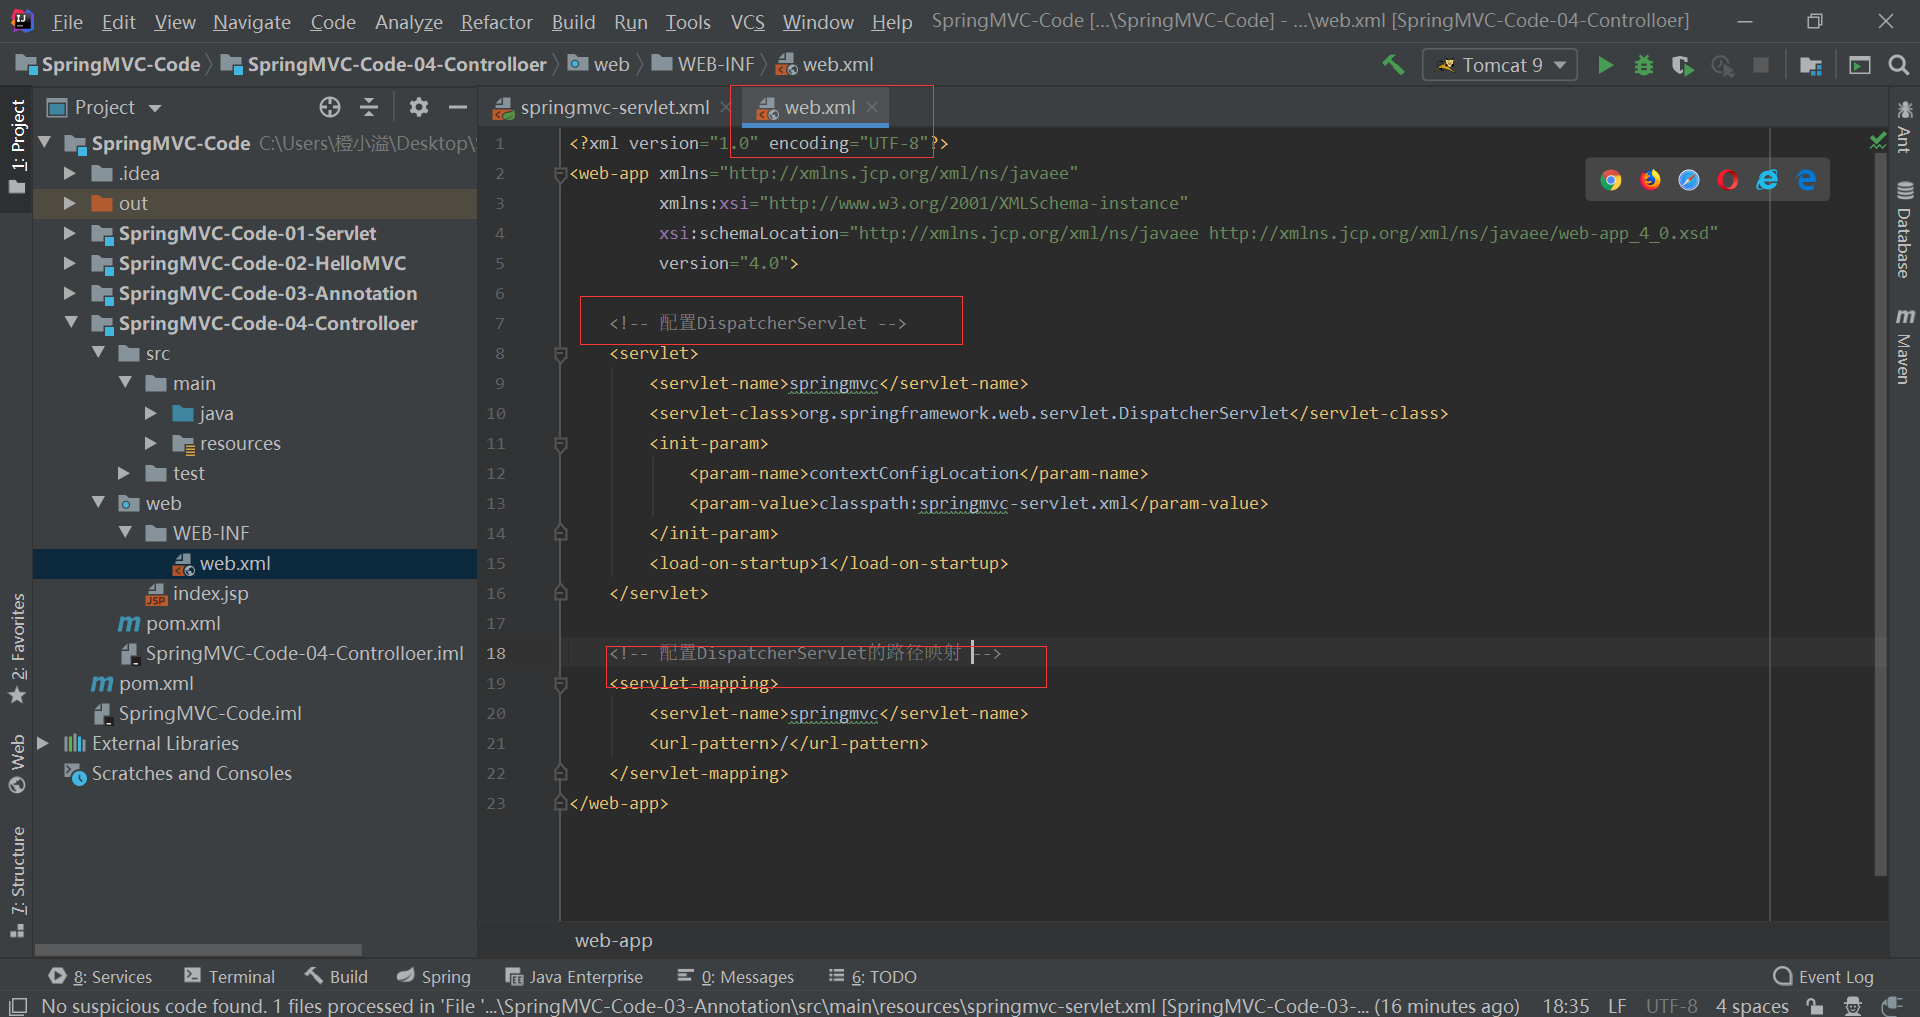 File Edit View Navigate Code Analyze Refactor Build Run Tools VCS Window Help SpringMVC-Code [...\SpringMVC-Code] - ...\web.xml [SpringMVC-Code-04-Controlloer]
SpringMVC-Code SpringMVC-Code-04-Controlloer web WEB-INF web.xml Tomcat 9
Project
springmvc-servlet.xml
web.xml
1: Project
2: Favorites
Web
7: Structure
SpringMVC-Code C:\Users\橙小溢\Desktop\
.idea
out
SpringMVC-Code-01-Servlet
SpringMVC-Code-02-HelloMVC
SpringMVC-Code-03-Annotation
SpringMVC-Code-04-Controlloer
src
main
java
resources
test
web
WEB-INF
web.xml
index.jsp
pom.xml
SpringMVC-Code-04-Controlloer.iml
pom.xml
SpringMVC-Code.iml
External Libraries
Scratches and Consoles
1 <?xml version="1.0" encoding="UTF-8"?>
2 <web-app xmlns="http://xmlns.jcp.org/xml/ns/javaee"
3 xmlns:xsi="http://www.w3.org/2001/XMLSchema-instance"
4 xsi:schemaLocation="http://xmlns.jcp.org/xml/ns/javaee http://xmlns.jcp.org/xml/ns/javaee/web-app_4_0.xsd"
5 version="4.0">
6
7 <!-- 配置DispatcherServlet -->
8 <servlet>
9 <servlet-name>springmvc</servlet-name>
10 <servlet-class>org.springframework.web.servlet.DispatcherServlet</servlet-class>
11 <init-param>
12 <param-name>contextConfigLocation</param-name>
13 <param-value>classpath:springmvc-servlet.xml</param-value>
14 </init-param>
15 <load-on-startup>1</load-on-startup>
16 </servlet>
17
18 <!-- 配置DispatcherServlet的路径映射 -->
19 <servlet-mapping>
20 <servlet-name>springmvc</servlet-name>
21 <url-pattern>/</url-pattern>
22 </servlet-mapping>
23 </web-app>
web-app
Ant
Database
Maven
8: Services Terminal Build Spring Java Enterprise 0: Messages 6: TODO Event Log
No suspicious code found. 1 files processed in 'File '...\SpringMVC-Code-03-Annotation\src\main\resources\springmvc-servlet.xml [SpringMVC-Code-03-... (16 minutes ago) 18:35 LF UTF-8 4 spaces